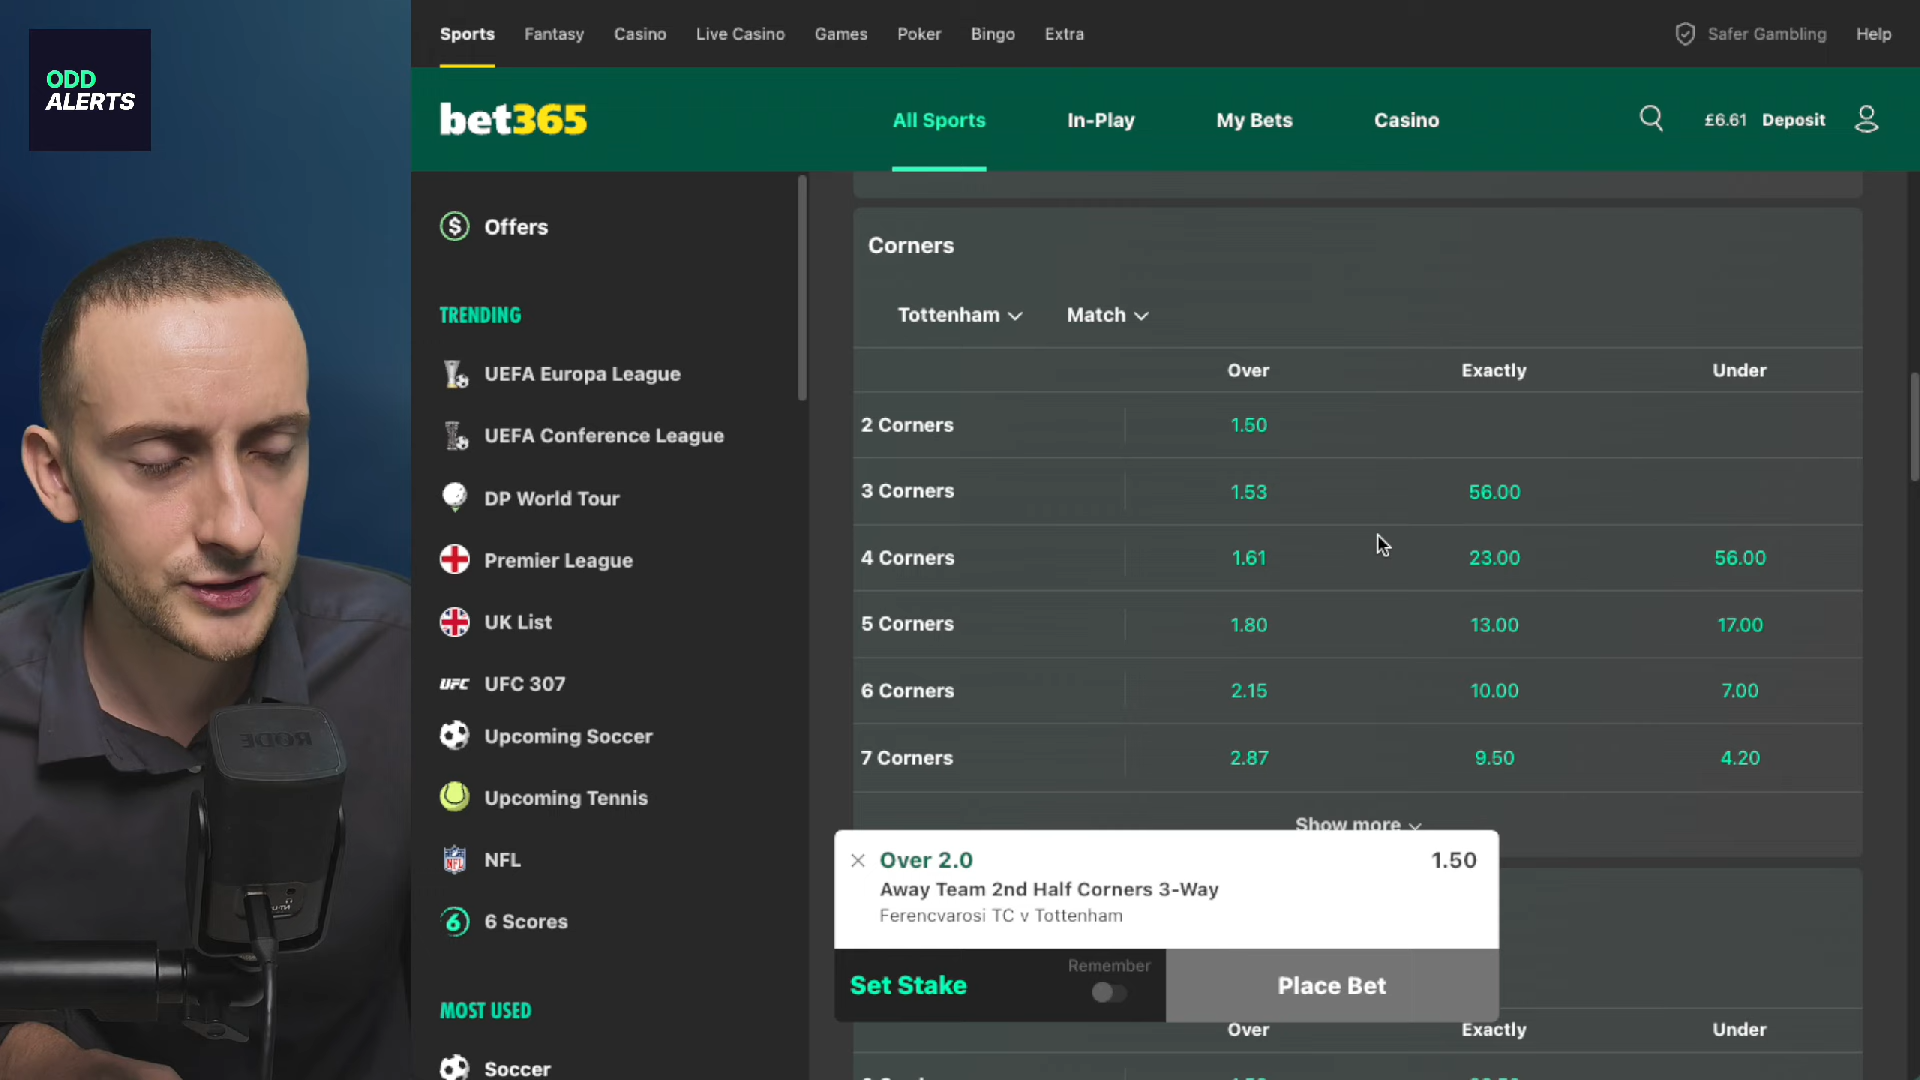 ODD
ALERTS
Sports
Fantasy
Casino
Live Casino
Games
Poker
Bingo
Extra
Safer Gambling
Help
bet365
All Sports
In-Play
My Bets
Casino
£6.61
Deposit
Offers
TRENDING
UEFA Europa League
UEFA Conference League
DP World Tour
Premier League
UK List
UFC
UFC 307
Upcoming Soccer
Upcoming Tennis
NFL
NFL
6
6 Scores
MOST USED
Soccer
Corners
Tottenham
Match
Over
Exactly
Under
2 Corners
1.50
3 Corners
1.53
56.00
4 Corners
1.61
23.00
56.00
5 Corners
1.80
13.00
17.00
6 Corners
2.15
10.00
7.00
7 Corners
2.87
9.50
4.20
Show more
Over 2.0
1.50
Away Team 2nd Half Corners 3-Way
Ferencvarosi TC v Tottenham
Set Stake
Remember
Place Bet
Over
Exactly
Under
RODE